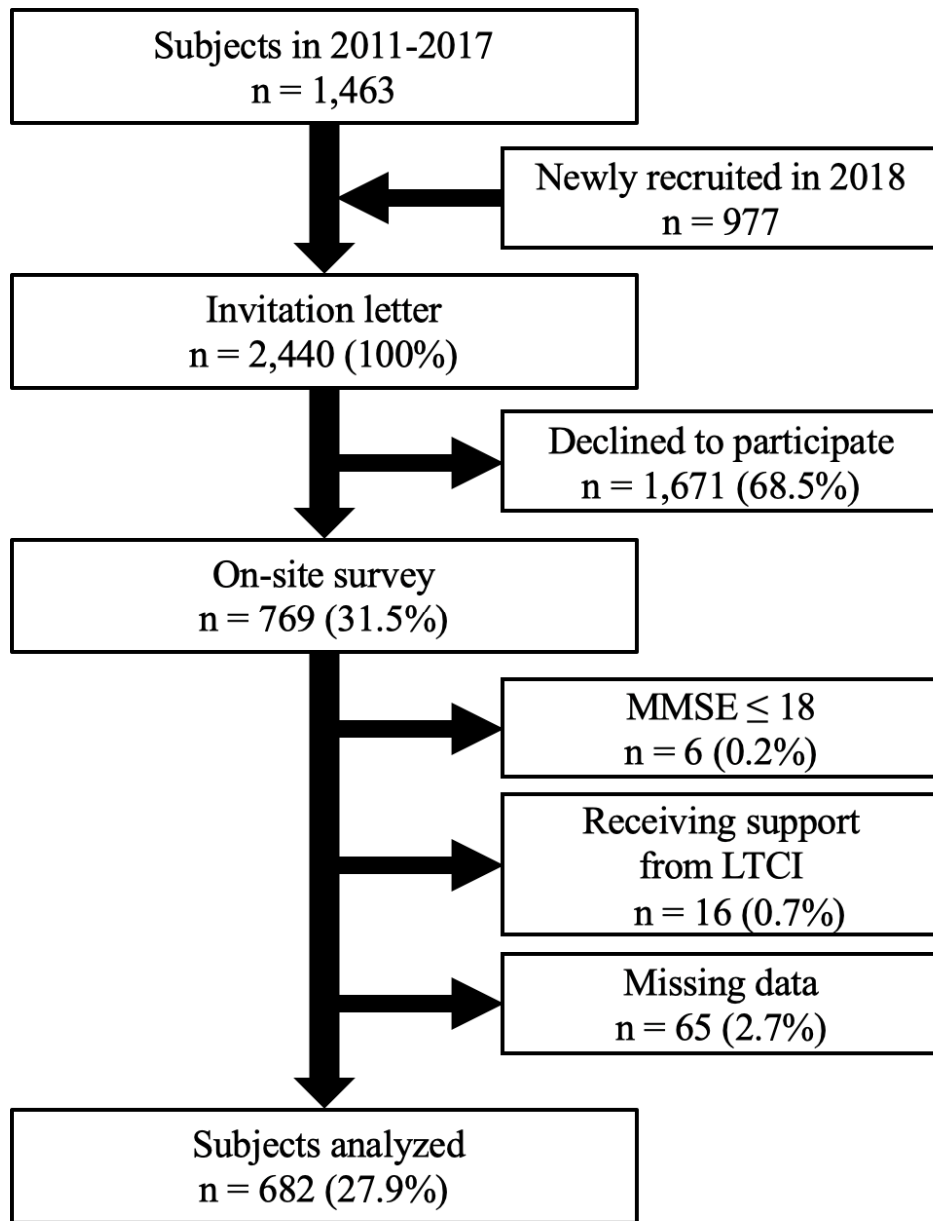 Subjects in 2011-2017
n = 1,463
Newly recruited in 2018
n = 977
Invitation letter
n = 2,440 (100%)
Declined to participate
n = 1,671 (68.5%)
On-site survey
n = 769 (31.5%)
MMSE ≤ 18
n = 6 (0.2%)
Receiving support
from LTCI
n = 16 (0.7%)
Missing data
n = 65 (2.7%)
Subjects analyzed
n = 682 (27.9%)